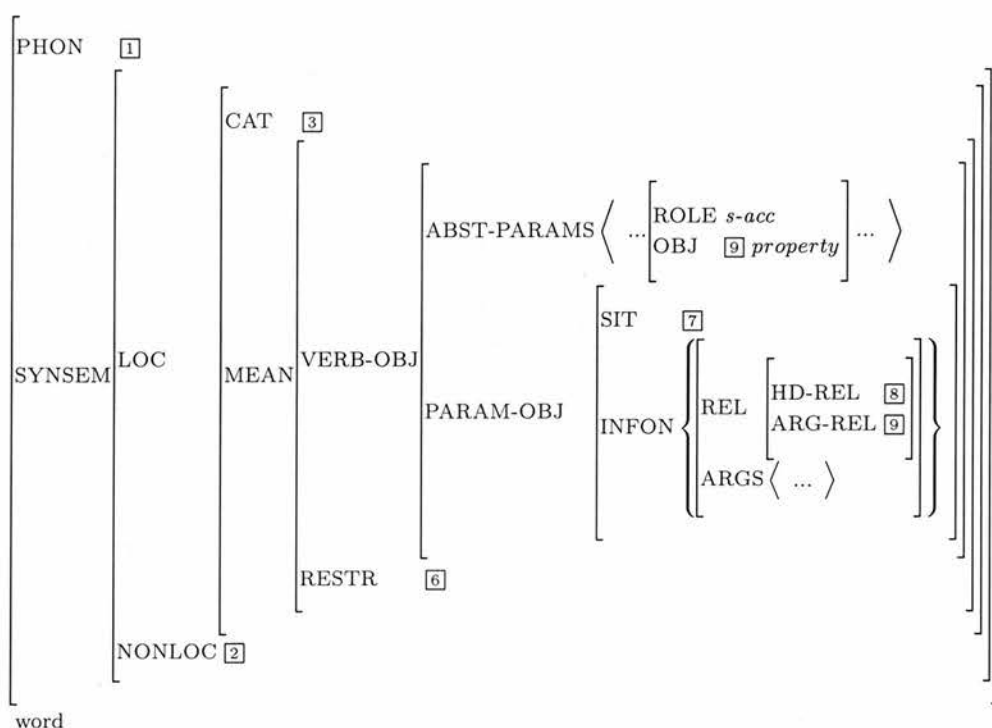 PHON 1
CAT 3
ROLE s-acc
ABST-PARAMS ⟨ ... ... ⟩
OBJ 9 property
SIT 7
LOC
VERB-OBJ
SYNSEM
MEAN
HD-REL 8
REL
PARAM-OBJ
ARG-REL 9
INFON
ARGS ⟨ ... ⟩
RESTR 6
NONLOC 2
word